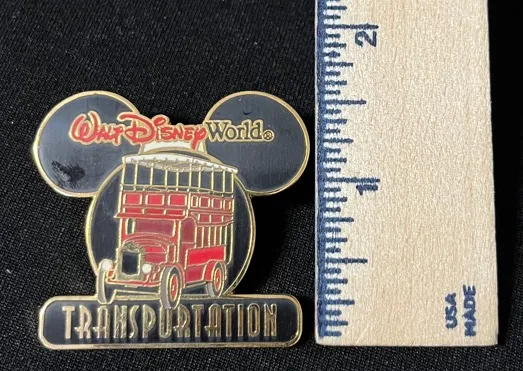 WALT DISNEY World®
TRANSPORTATION
2
1
USA
MADE